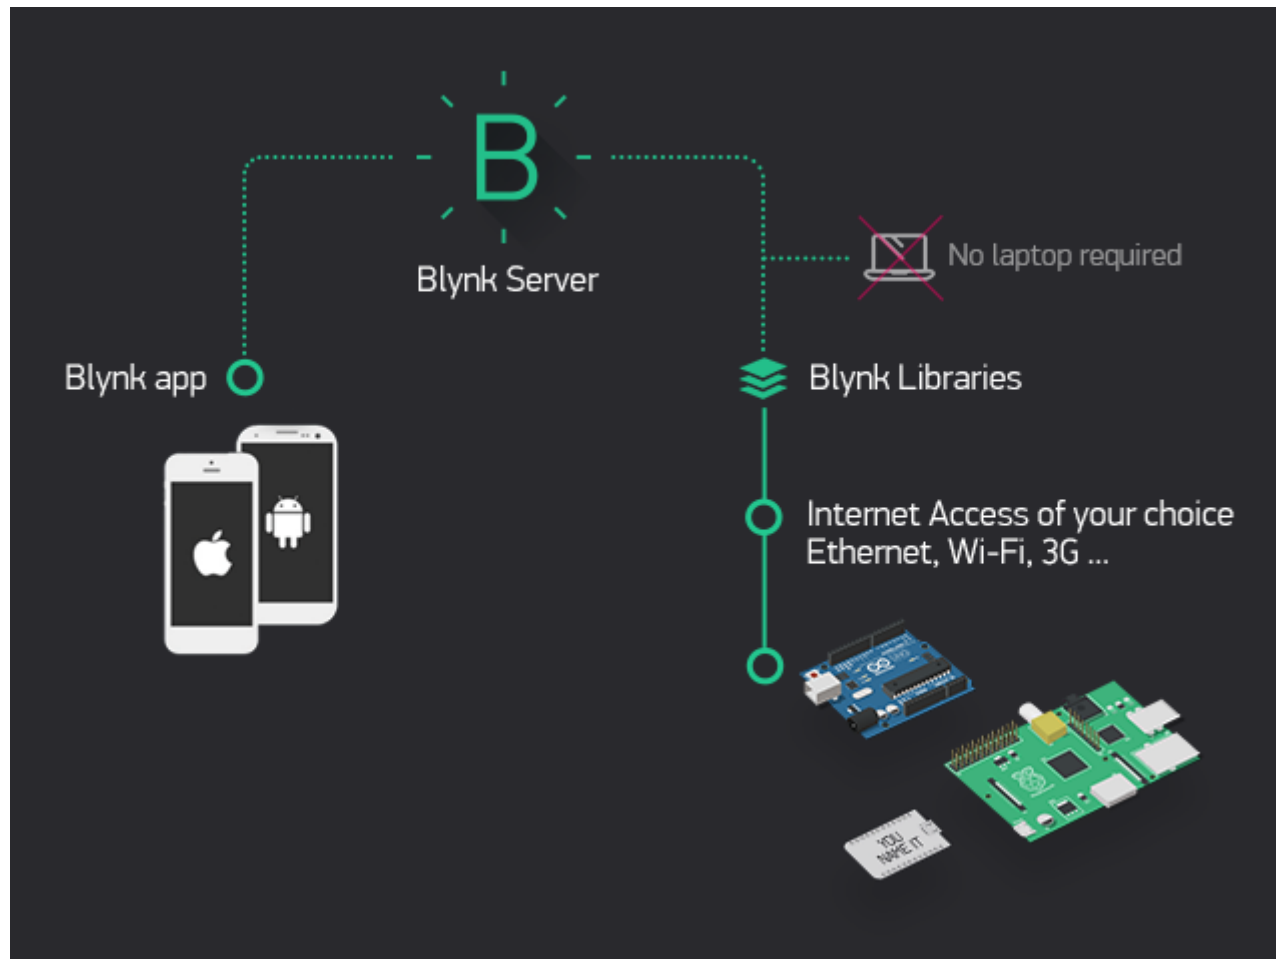 B
Blynk Server
No laptop required
Blynk app
Blynk Libraries
Internet Access of your choice
Ethernet, Wi-Fi, 3G ...
YOU
NAME IT